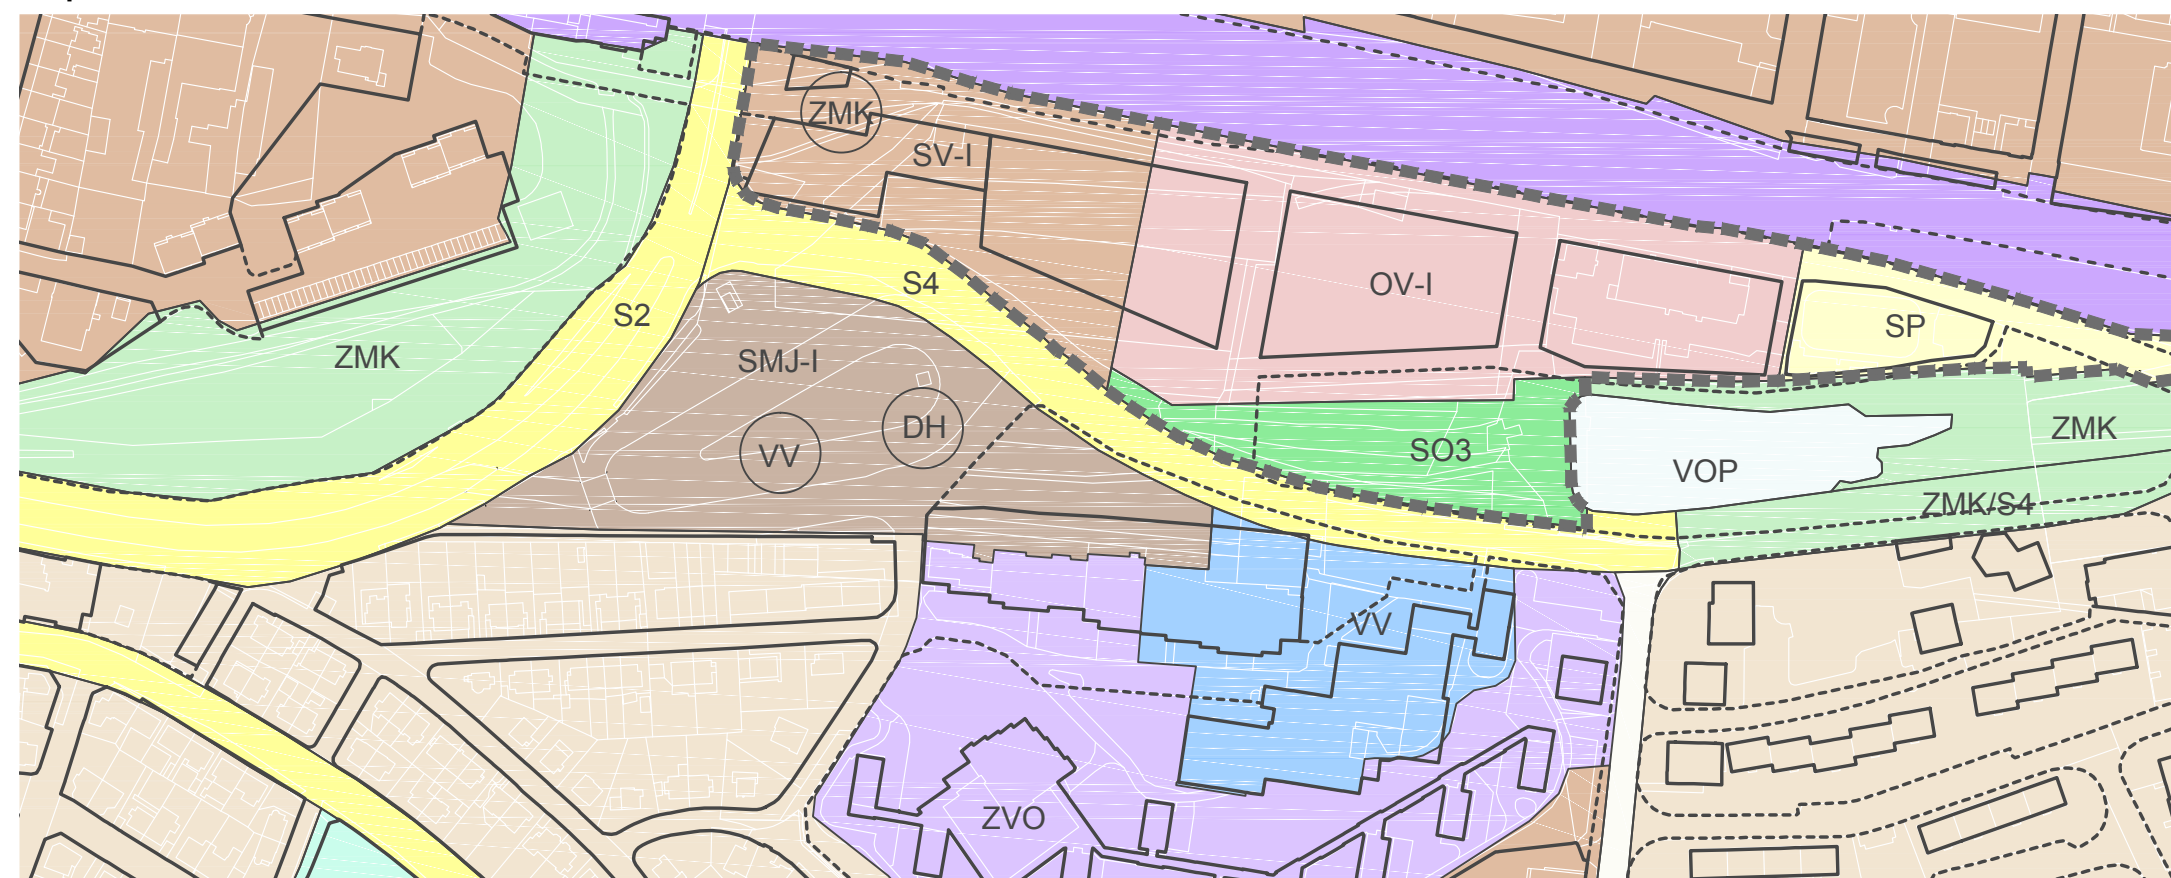 ZMK
SV-I
S4
OV-I
S2
SP
ZMK
SMJ-I
DH
ZMK
VV
SO3
VOP
ZMK/S4
VV
ZVO